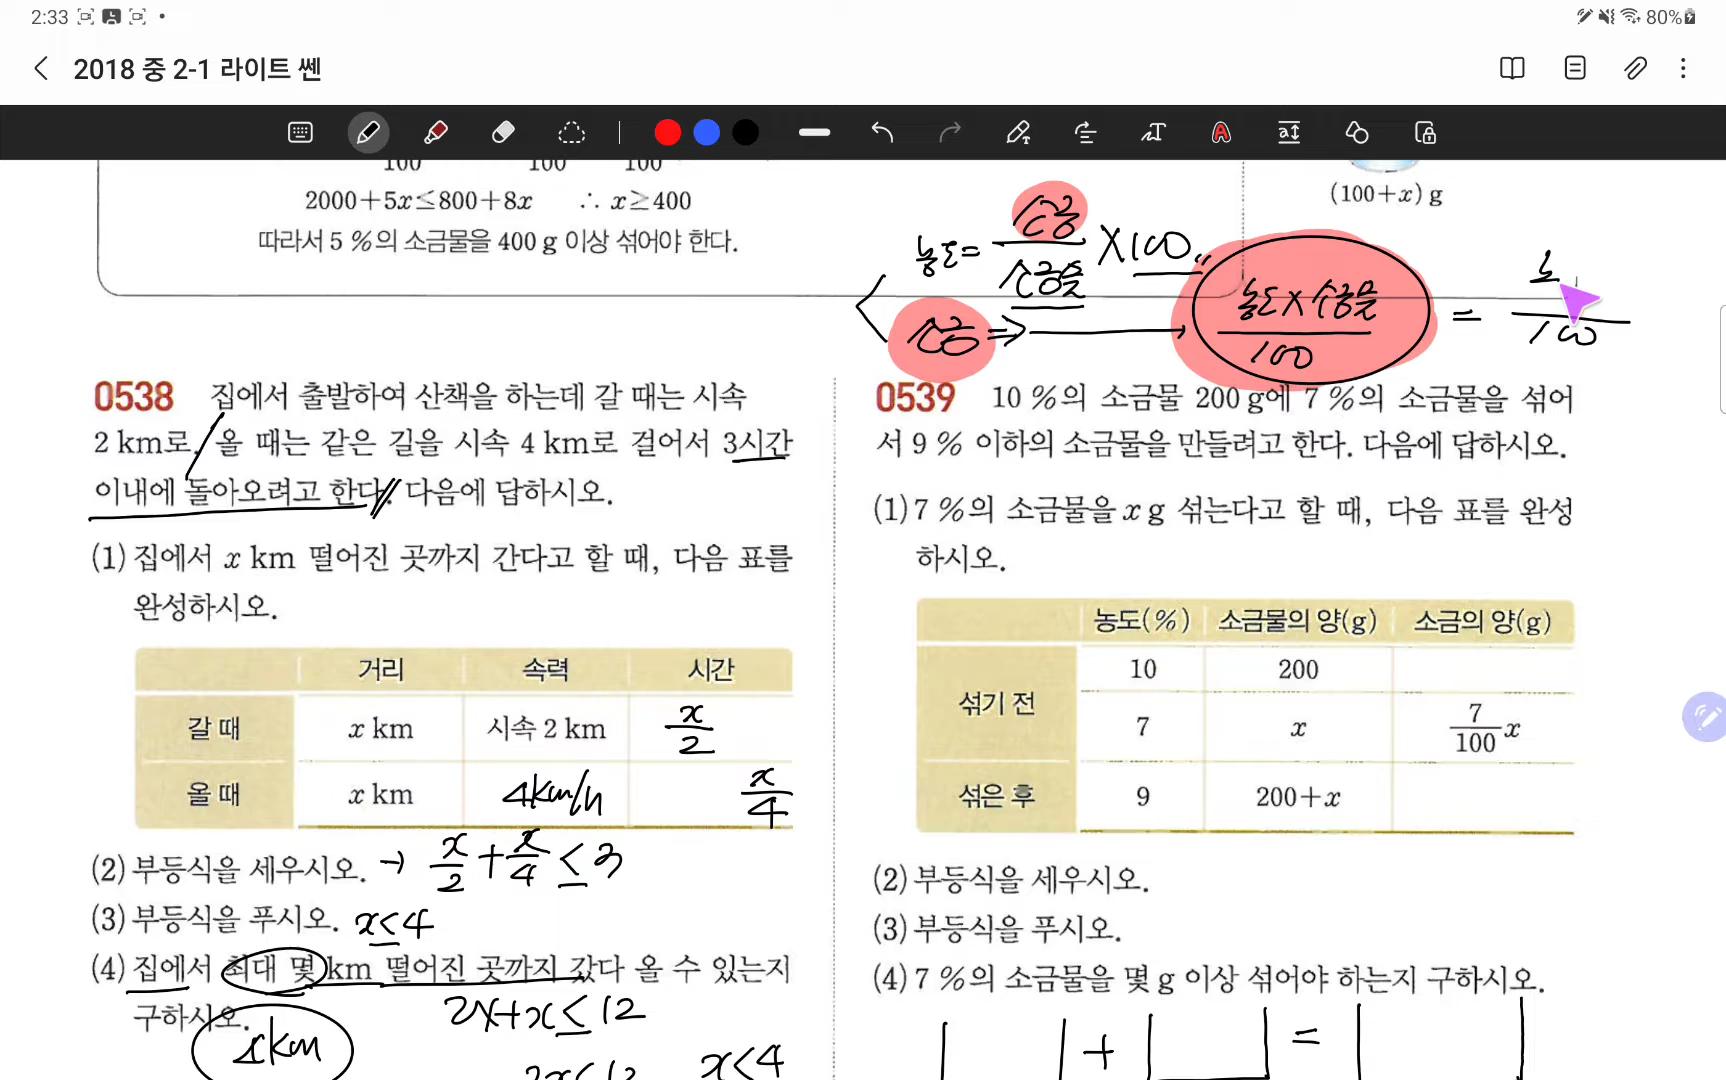 2:33 80%
2018 중 2-1 라이트 쎈
100 100 100
2000+5x≤800+8x ∴ x≥400
따라서 5 %의 소금물을 400 g 이상 섞어야 한다.
(100+x) g
농도= 소금/소금물 ×100
소금 ⇒ → 농도×소금물/100 = /100
0538 집에서 출발하여 산책을 하는데 갈 때는 시속
2 km로, 올 때는 같은 길을 시속 4 km로 걸어서 3시간
이내에 돌아오려고 한다. 다음에 답하시오.
(1) 집에서 x km 떨어진 곳까지 간다고 할 때, 다음 표를
완성하시오.
거리 속력 시간
갈 때 x km 시속 2 km x/2
올 때 x km 4km/h x/4
(2) 부등식을 세우시오. → x/2 + x/4 ≤ 3
(3) 부등식을 푸시오. x≤4
(4) 집에서 최대 몇 km 떨어진 곳까지 갔다 올 수 있는지
구하시오.
4km
2x+x≤12
3x≤12 x≤4
0539 10 %의 소금물 200 g에 7 %의 소금물을 섞어
서 9 % 이하의 소금물을 만들려고 한다. 다음에 답하시오.
(1) 7 %의 소금물을 x g 섞는다고 할 때, 다음 표를 완성
하시오.
농도(%) 소금물의 양(g) 소금의 양(g)
섞기 전 10 200
7 x 7/100 x
섞은 후 9 200+x
(2) 부등식을 세우시오.
(3) 부등식을 푸시오.
(4) 7 %의 소금물을 몇 g 이상 섞어야 하는지 구하시오.
+ =